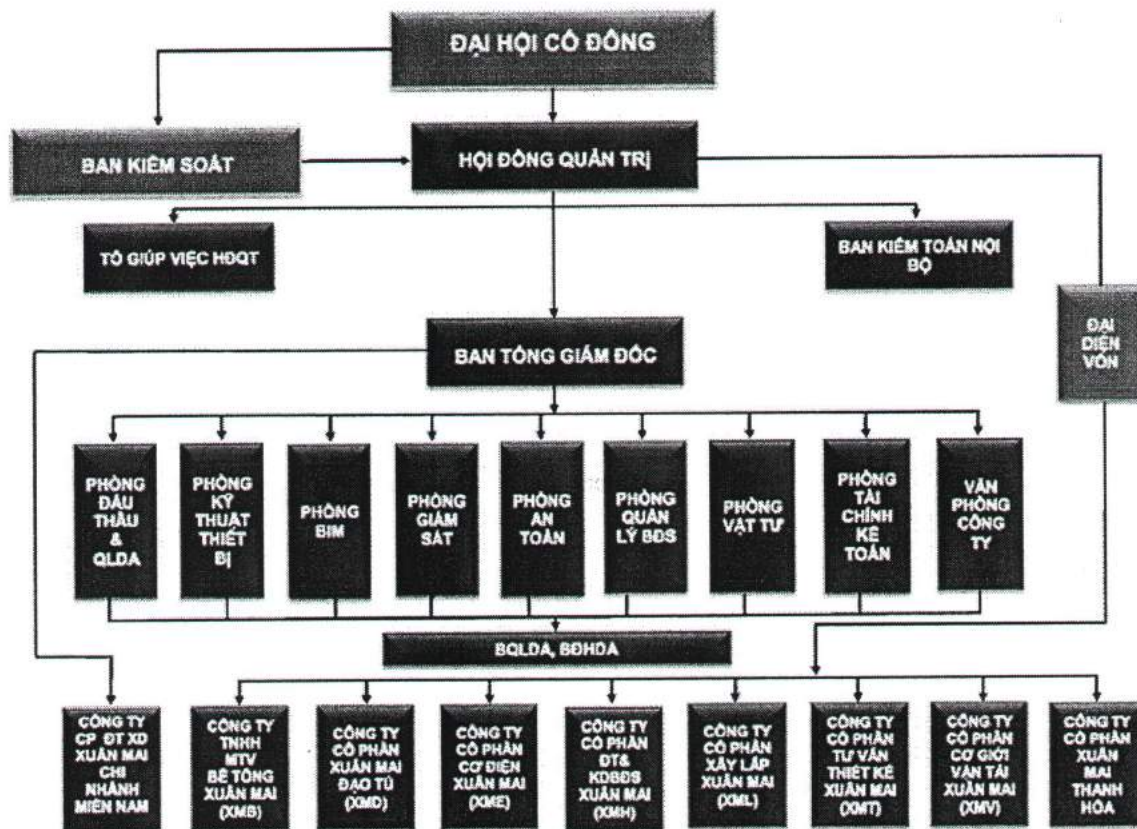 ĐẠI HỘI CỔ ĐÔNG
BAN KIỂM SOÁT
HỘI ĐỒNG QUẢN TRỊ
TỔ GIÚP VIỆC HĐQT
BAN KIỂM TOÁN NỘI
BỘ
BAN TỔNG GIÁM ĐỐC
ĐẠI
DIỆN
VỐN
PHÒNG
ĐẤU
THẦU
&
QLDA
PHÒNG
KỸ
THUẬT
THIẾT
BỊ
PHÒNG
BIM
PHÒNG
GIÁM
SÁT
PHÒNG
AN
TOÀN
PHÒNG
QUẢN
LÝ BĐS
PHÒNG
VẬT TƯ
PHÒNG
TÀI
CHÍNH
KẾ
TOÁN
VĂN
PHÒNG
CÔNG
TY
BQLDA, BĐHDA
CÔNG TY
CP ĐT XD
XUÂN MAI
CHI
NHÁNH
MIỀN NAM
CÔNG TY
TNHH
MTV
BÊ TÔNG
XUÂN MAI
(XMB)
CÔNG TY
CỔ PHẦN
XUÂN MAI
ĐẠO TÚ
(XMD)
CÔNG TY
CỔ PHẦN
CƠ ĐIỆN
XUÂN MAI
(XME)
CÔNG TY
CỔ PHẦN
ĐT&
KDBĐS
XUÂN MAI
(XMH)
CÔNG TY
CỔ PHẦN
XÂY LẮP
XUÂN MAI
(XML)
CÔNG TY
CỔ PHẦN
TƯ VẤN
THIẾT KẾ
XUÂN MAI
(XMT)
CÔNG TY
CỔ PHẦN
CƠ GIỚI
VẬN TẢI
XUÂN MAI
(XMV)
CÔNG TY
CỔ PHẦN
XUÂN
MAI
THANH
HÓA